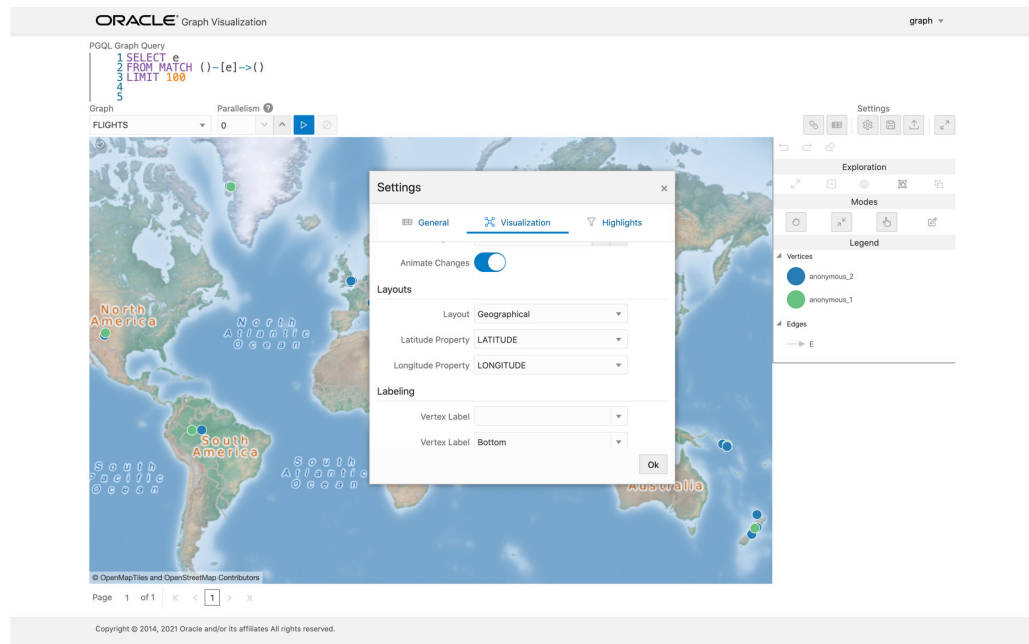 ORACLE® Graph Visualization
graph
PGQL Graph Query
1 SELECT e
2 FROM MATCH ()-[e]->()
3 LIMIT 100
4
5
Graph
Parallelism
Settings
FLIGHTS
0
Exploration
Modes
Legend
Vertices
anonymous_2
anonymous_1
Edges
E
Settings
×
General
Visualization
Highlights
Animate Changes
Layouts
Layout Geographical
Latitude Property LATITUDE
Longitude Property LONGITUDE
Labeling
Vertex Label
Vertex Label Bottom
Ok
North
America
North
Atlantic
Ocean
South
America
South
Pacific
Ocean
South
Atlantic
Ocean
Australia
© OpenMapTiles and OpenStreetMap Contributors
Page 1 of 1 K < 1 > X
Copyright © 2014, 2021 Oracle and/or its affiliates All rights reserved.